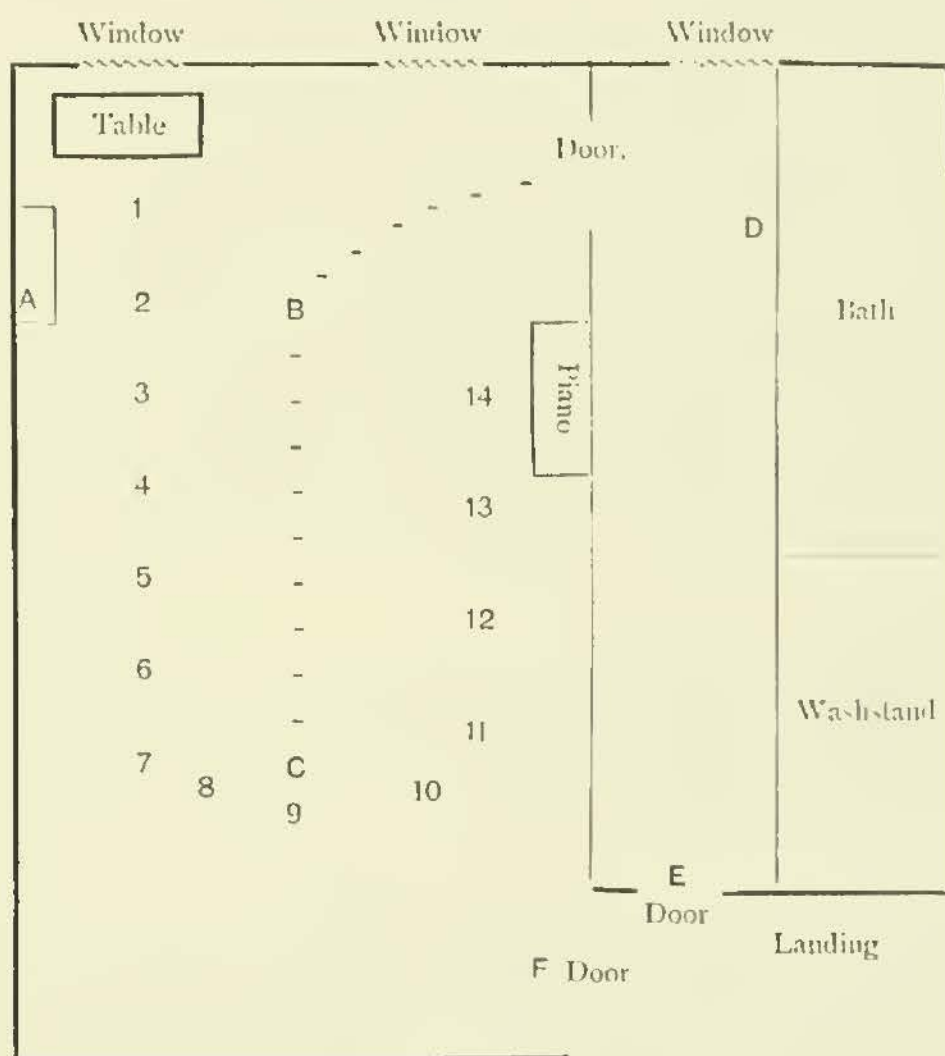 Window Window Window
Table
Door.
1
D
A 2 B Bath
3 14 Piano
4 13
5
12
6
Washstand
11
7 C
8 10
9
E
Door
Landing
F Door